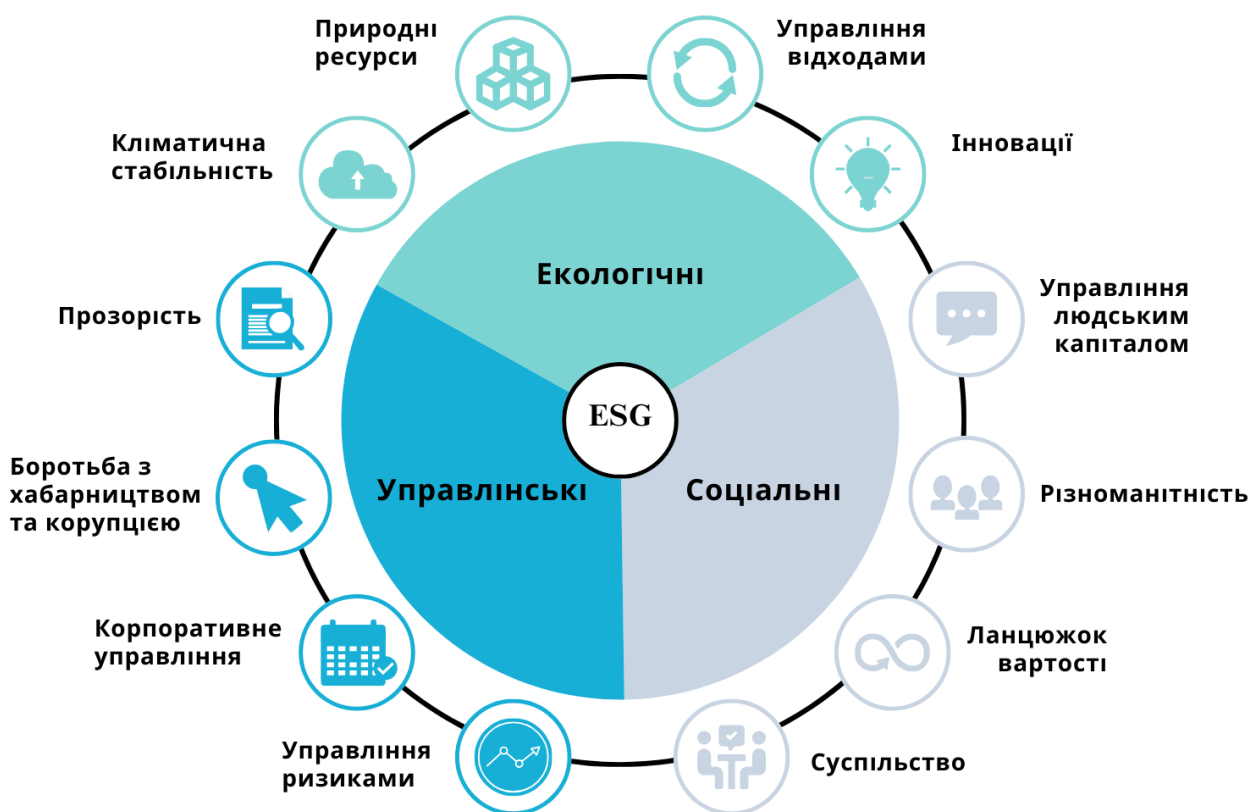 Природні
ресурси
Управління
відходами
Кліматична
стабільність
Інновації
Прозорість
Екологічні
Управління
людським
капіталом
ESG
Боротьба з
хабарництвом
та корупцією
Управлінські
Соціальні
Різноманітність
Корпоративне
управління
Ланцюжок
вартості
Управління
ризиками
Суспільство